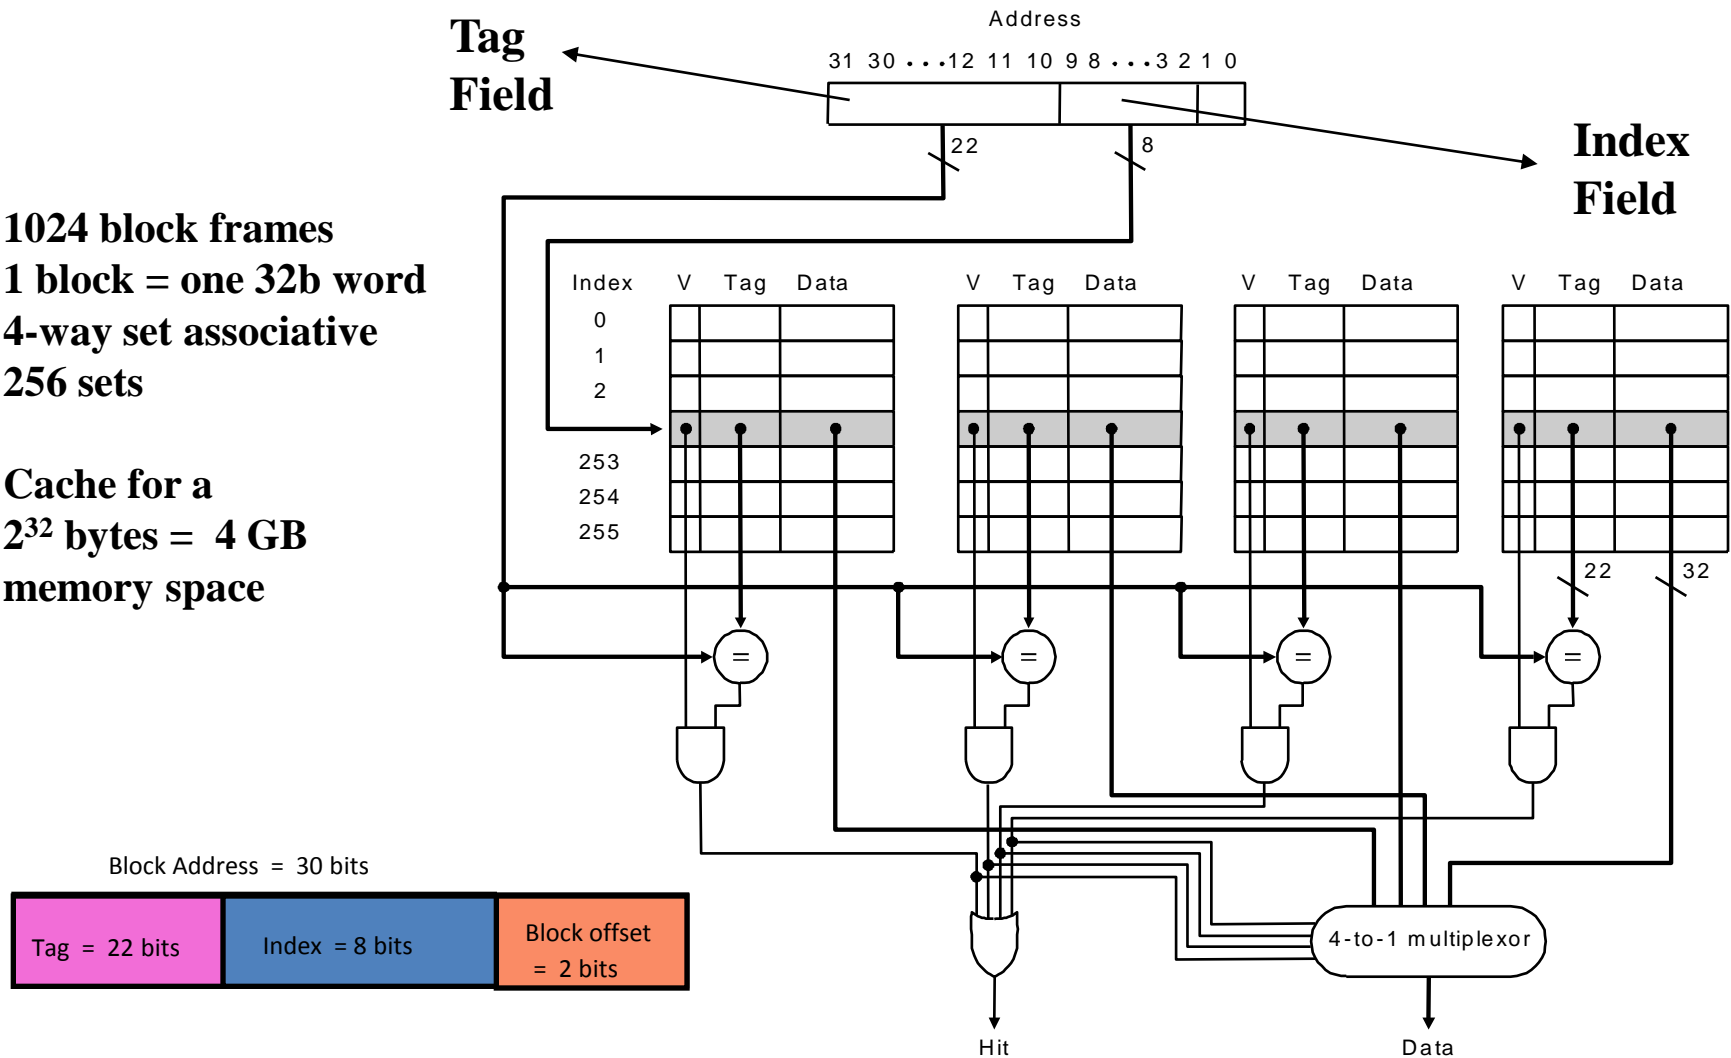 Address
Tag
Field
31 30 ...12 11 10 9 8 ...3 2 1 0
22
8
Index
Field
1024 block frames
1 block = one 32b word
4-way set associative
256 sets
Cache for a
2³² bytes = 4 GB
memory space
Index V Tag Data V Tag Data V Tag Data V Tag Data
0
1
2
253
254
255
22
32
= = = =
Block Address = 30 bits
Tag = 22 bits
Index = 8 bits
Block offset
= 2 bits
4-to-1 multiplexor
Hit
Data